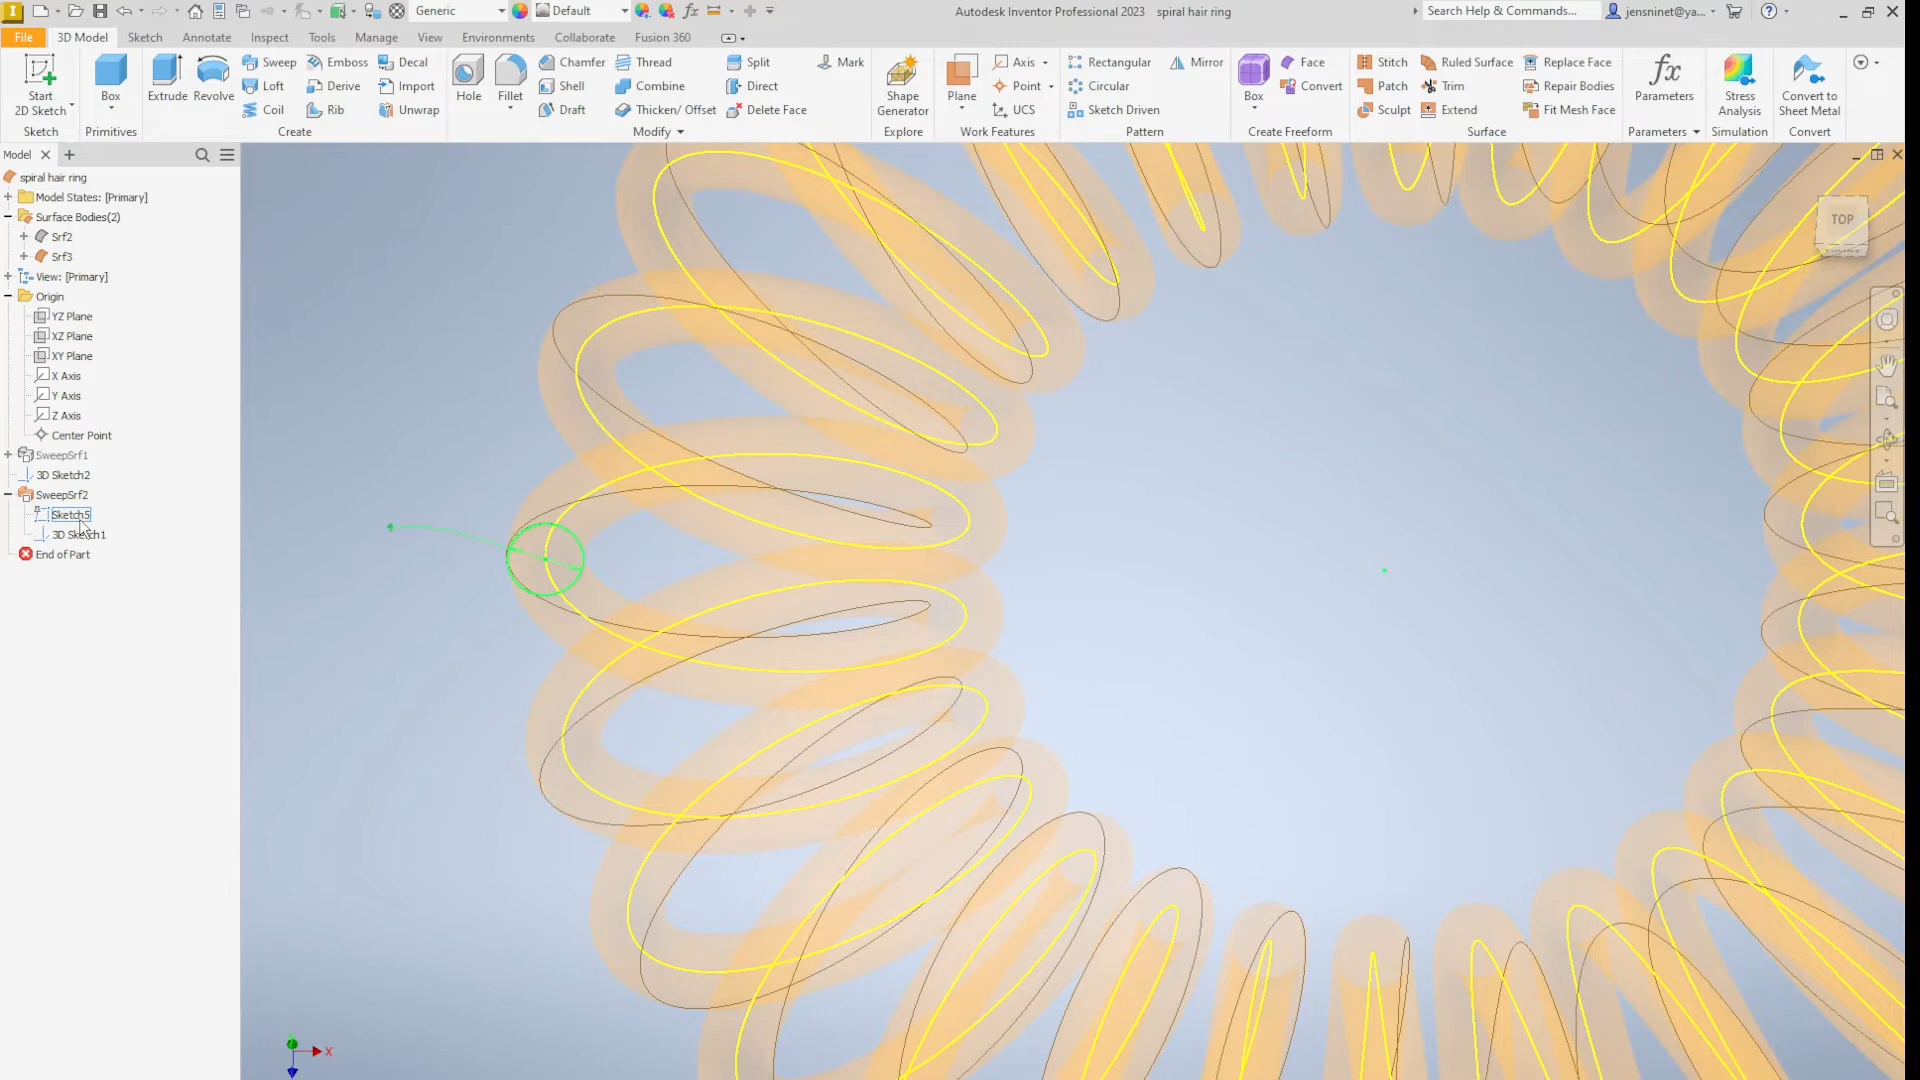 Generic
Default
Autodesk Inventor Professional 2023 spiral hair ring
Search Help & Commands...
jensninet@ya...
File
3D Model
Sketch
Annotate
Inspect
Tools
Manage
View
Environments
Collaborate
Fusion 360
Start
2D Sketch
Sketch
Box
Primitives
Extrude
Revolve
Sweep
Emboss
Decal
Loft
Derive
Import
Coil
Rib
Unwrap
Create
Hole
Fillet
Chamfer
Thread
Split
Mark
Shell
Combine
Direct
Draft
Thicken/ Offset
Delete Face
Modify
Shape
Generator
Explore
Plane
Axis
Point
UCS
Work Features
Rectangular
Mirror
Circular
Sketch Driven
Pattern
Box
Face
Convert
Create Freeform
Stitch
Ruled Surface
Replace Face
Patch
Trim
Repair Bodies
Sculpt
Extend
Fit Mesh Face
Surface
fx
Parameters
Parameters
Stress
Analysis
Simulation
Convert to
Sheet Metal
Convert
Model
spiral hair ring
Model States: [Primary]
Surface Bodies(2)
Srf2
Srf3
View: [Primary]
Origin
YZ Plane
XZ Plane
XY Plane
X Axis
Y Axis
Z Axis
Center Point
SweepSrf1
3D Sketch2
SweepSrf2
Sketch5
3D Sketch1
End of Part
TOP
X